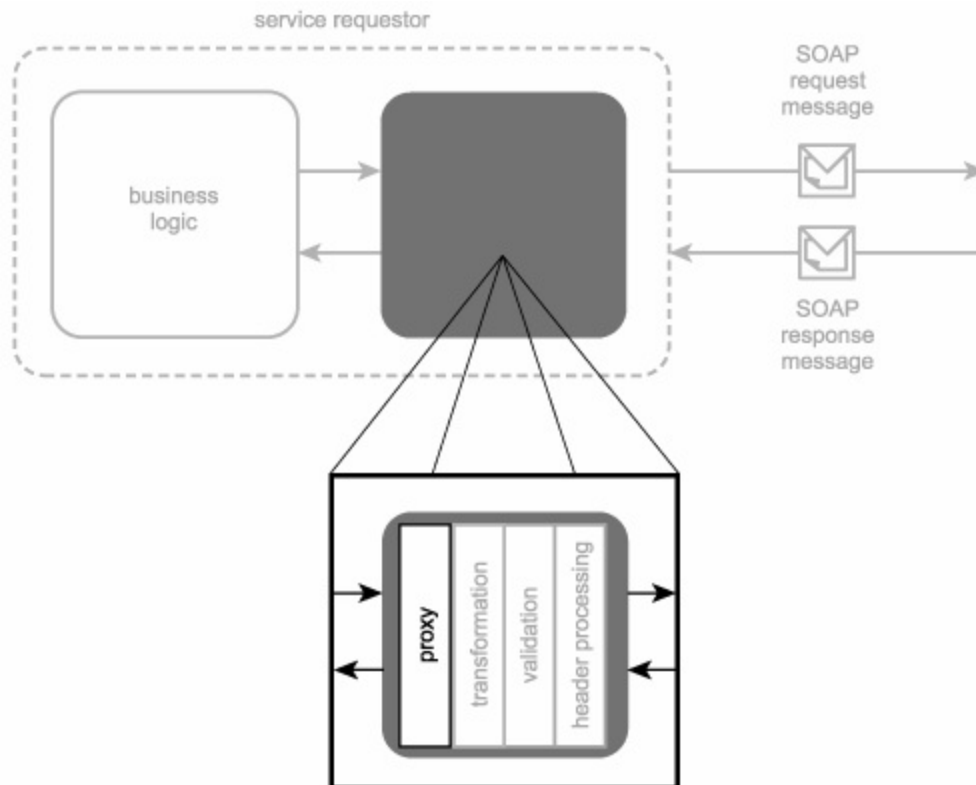 service requestor
SOAP
request
message
business
logic
SOAP
response
message
proxy
transformation
validation
header processing